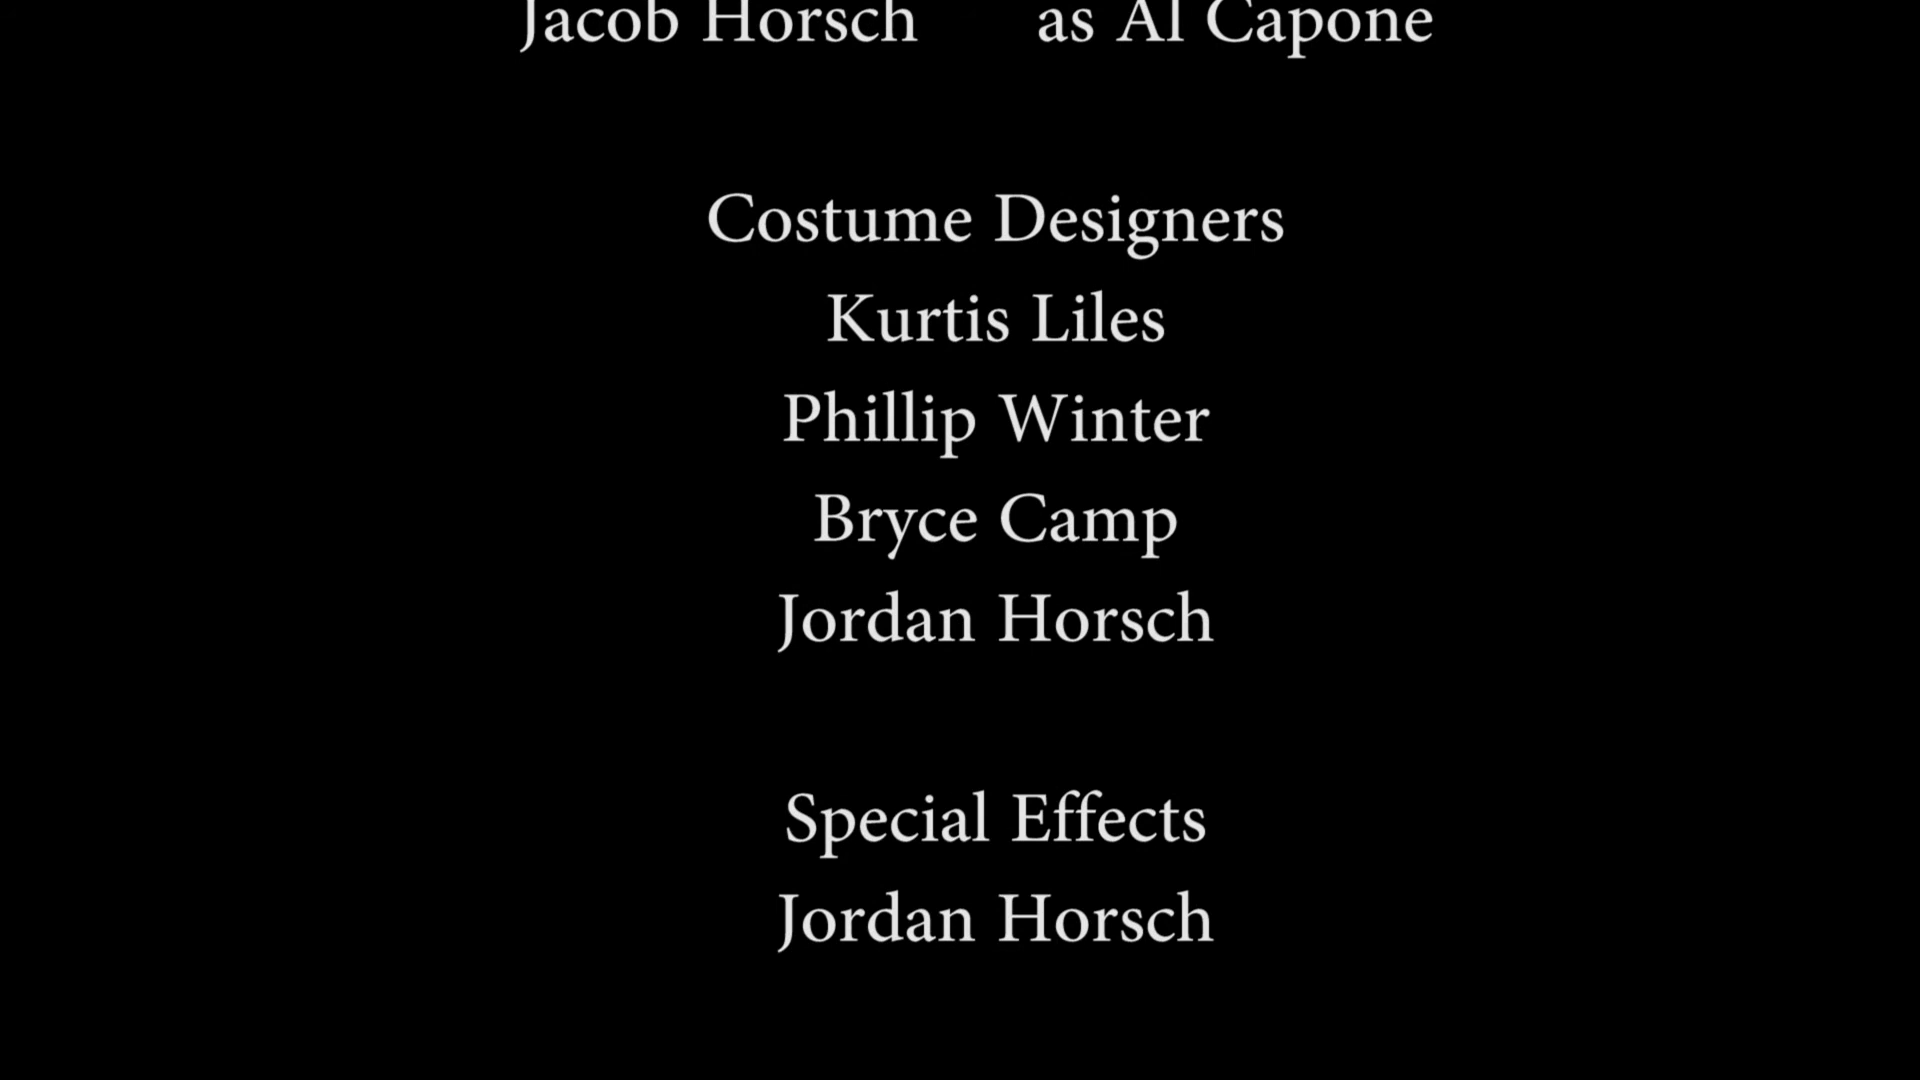 Jacob Horsch as Al Capone
Costume Designers
Kurtis Liles
Phillip Winter
Bryce Camp
Jordan Horsch
Special Effects
Jordan Horsch